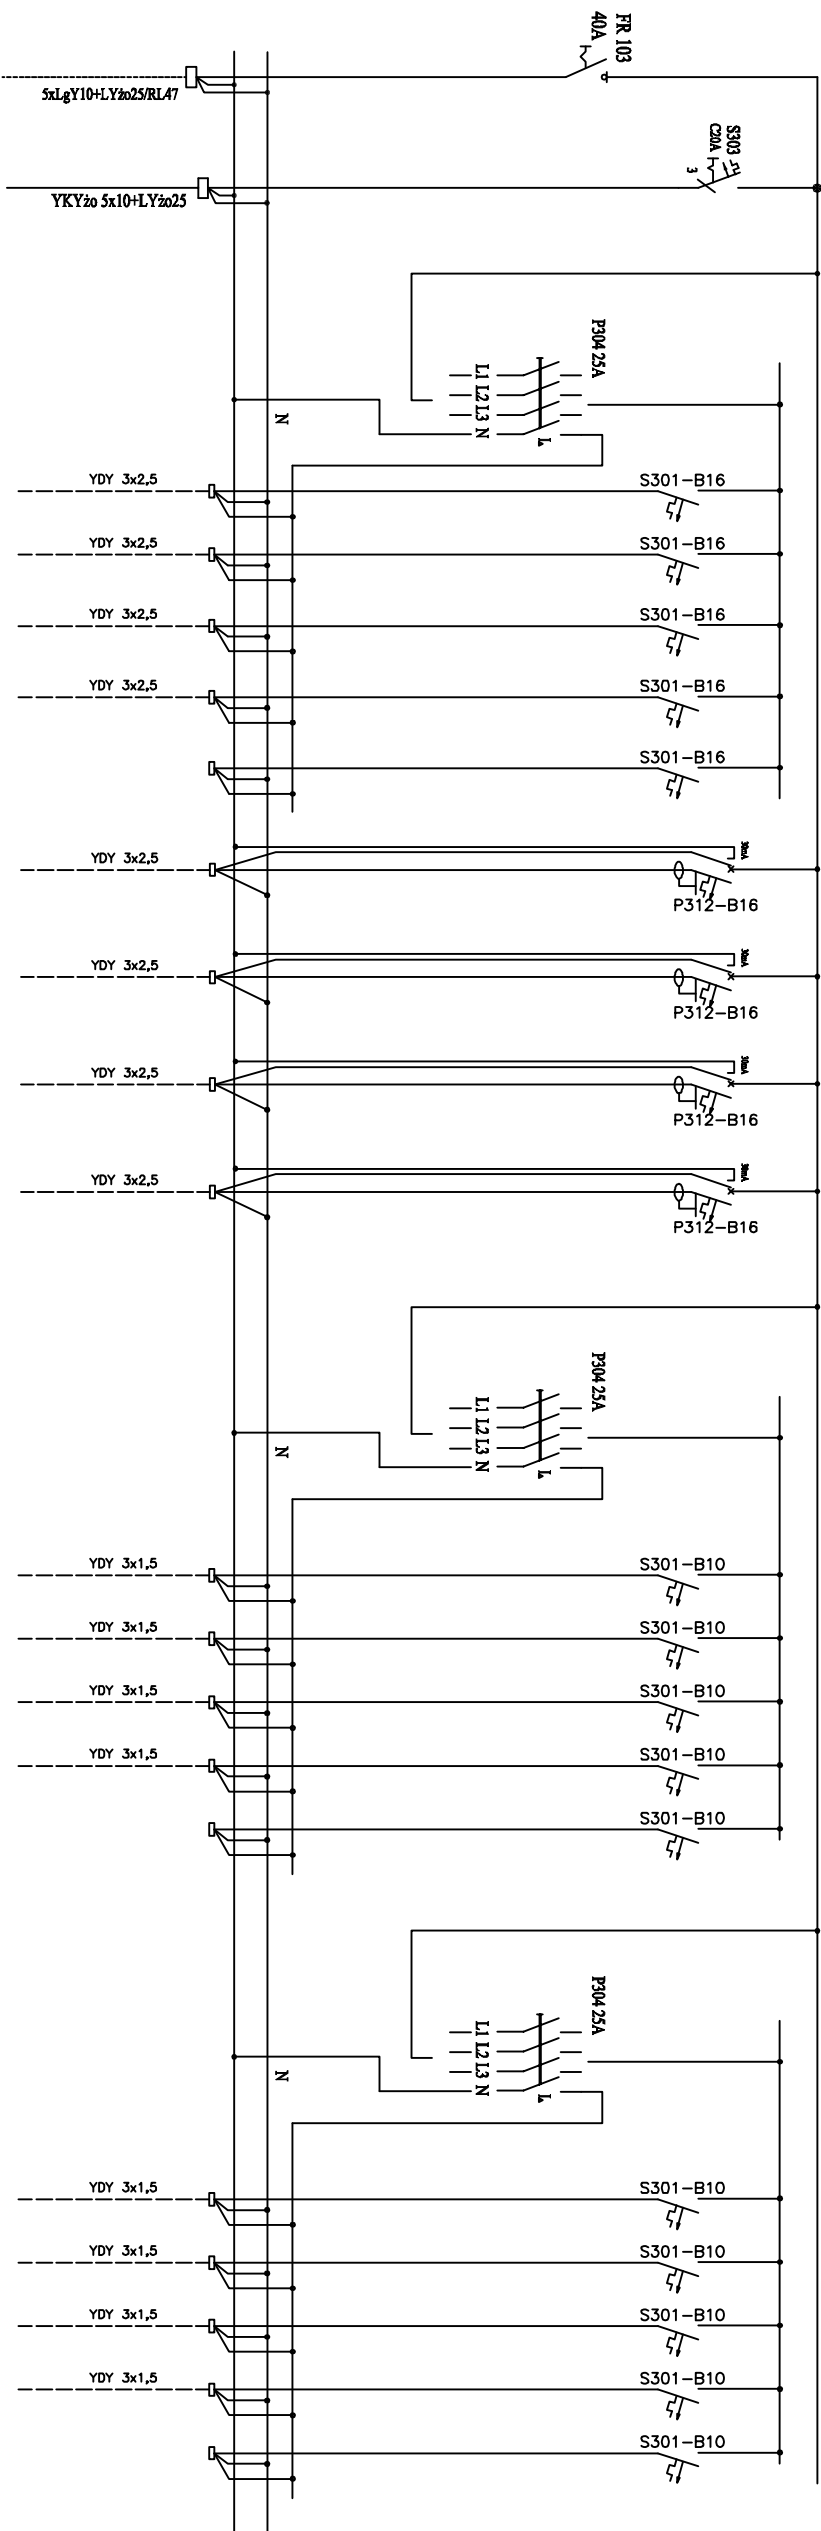 FR 103
40A
5xLgY10+LYżo25/RL47
S303
C20A
3
YKYżo 5x10+LYżo25
P304 25A
L1
L2
L3
N
L
N
YDY 3x2,5
S301-B16
YDY 3x2,5
S301-B16
YDY 3x2,5
S301-B16
YDY 3x2,5
S301-B16
S301-B16
30mA
YDY 3x2,5
P312-B16
30mA
YDY 3x2,5
P312-B16
30mA
YDY 3x2,5
P312-B16
30mA
YDY 3x2,5
P312-B16
P304 25A
L1
L2
L3
N
L
N
YDY 3x1,5
S301-B10
YDY 3x1,5
S301-B10
YDY 3x1,5
S301-B10
YDY 3x1,5
S301-B10
S301-B10
P304 25A
L1
L2
L3
N
L
N
YDY 3x1,5
S301-B10
YDY 3x1,5
S301-B10
YDY 3x1,5
S301-B10
YDY 3x1,5
S301-B10
S301-B10